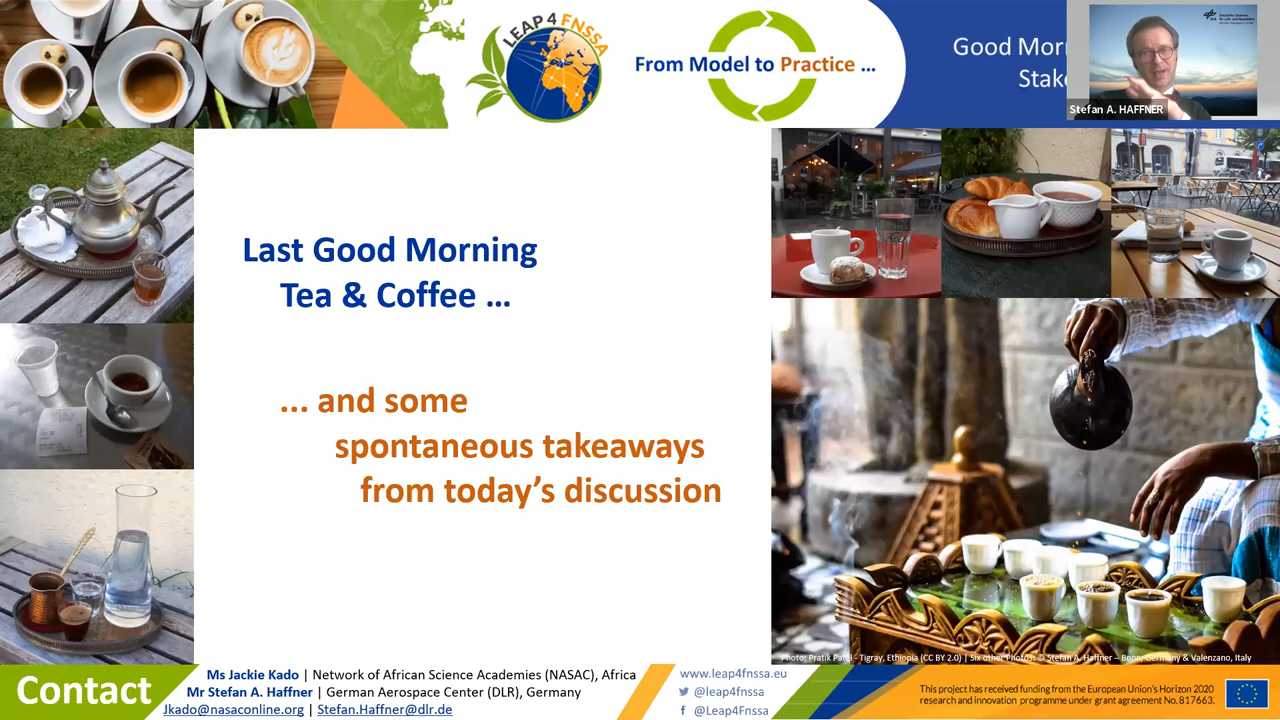 LEAP 4 FNSSA
From Model to Practice ...
Good Mor
Stake
Stefan A. HAFFNER
Last Good Morning
Tea & Coffee ...
... and some
spontaneous takeaways
from today's discussion
Photo: Pratik Patel - Tigray, Ethiopia (CC BY 2.0) | Six other Photos: © Stefan A. Haffner – Bonn, Germany & Valenzano, Italy
Contact
Ms Jackie Kado | Network of African Science Academies (NASAC), Africa
Mr Stefan A. Haffner | German Aerospace Center (DLR), Germany
Jkado@nasaconline.org | Stefan.Haffner@dlr.de
www.leap4fnssa.eu
@leap4fnssa
@Leap4Fnssa
This project has received funding from the European Union's Horizon 2020
research and innovation programme under grant agreement No. 817663.